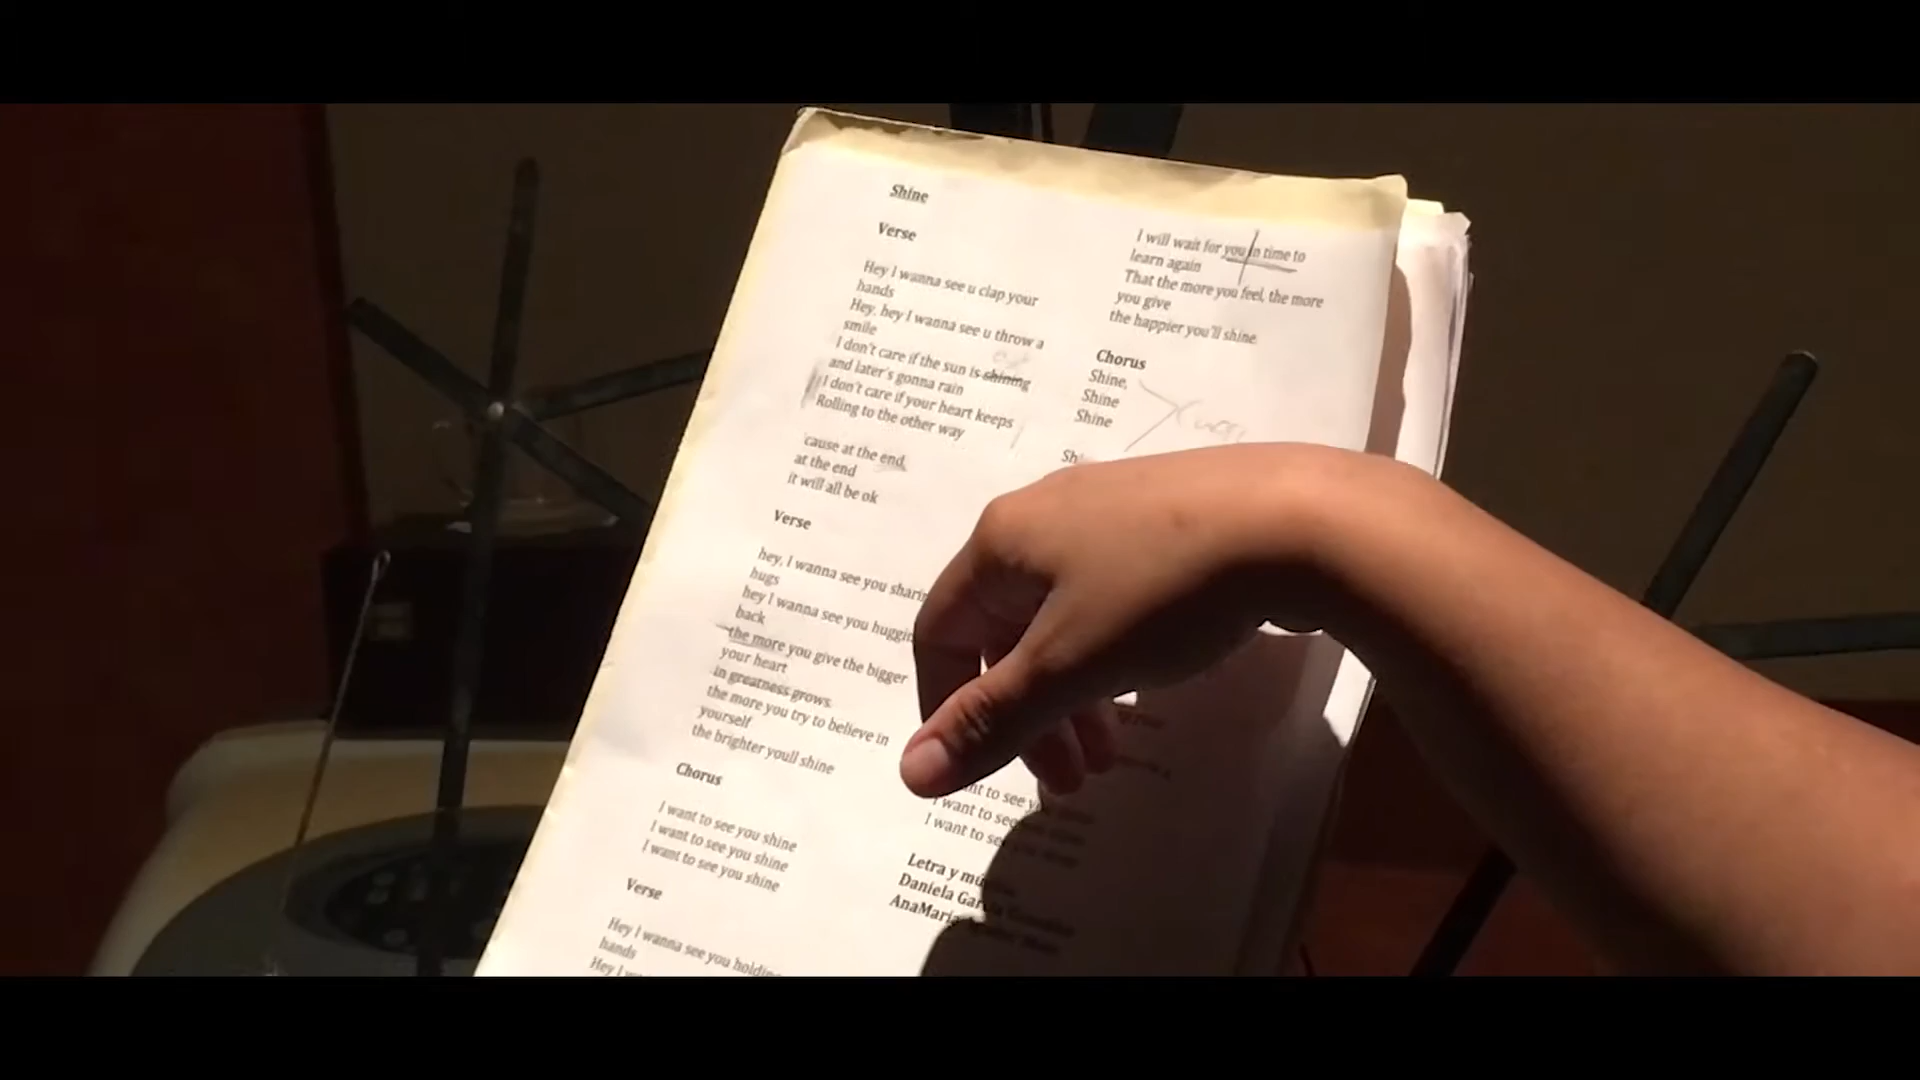 Shine
Verse
Hey I wanna see u clap your
hands
Hey, hey I wanna see u throw a
smile
I don't care if the sun is shining
and later's gonna rain
I don't care if your heart keeps
Rolling to the other way
'cause at the end
at the end
it will all be ok
Verse
hey, I wanna see you
hugs
hey I wanna see you
back
the more you give the bigger
your heart
in greatness grows.
the more you try to believe in
yourself
the brighter youll shine
Chorus
I want to see you shine
I want to see you shine
I want to see you shine
Verse
Hey I wanna see you
hands
Hey I
I will wait for you in time to
learn again
That the more you feel, the more
you give
the happier you'll shine
Chorus
Shine,
Shine
Shine
to see
I want to see
I want to see
Letra y
Daniela García
AnaMaria